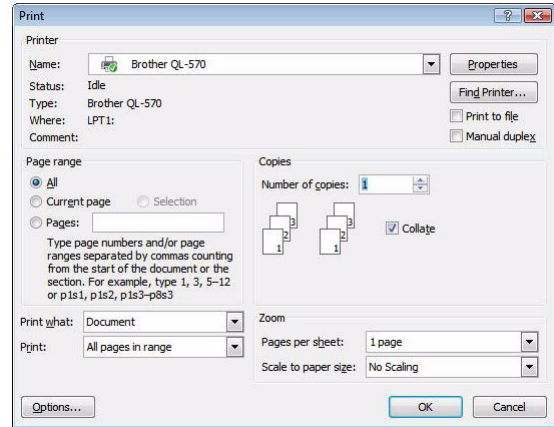 Print
Printer
Name: Brother QL-570 Properties
Status: Idle Find Printer...
Type: Brother QL-570
Where: LPT1: Print to file
Comment: Manual duplex
Page range
All
Current page Selection
Pages:
Type page numbers and/or page
ranges separated by commas counting
from the start of the document or the
section. For example, type 1, 3, 5–12
or p1s1, p1s2, p1s3–p8s3
Copies
Number of copies: 1
3 3
2 2
1 1
Collate
Print what: Document
Print: All pages in range
Zoom
Pages per sheet: 1 page
Scale to paper size: No Scaling
Options... OK Cancel